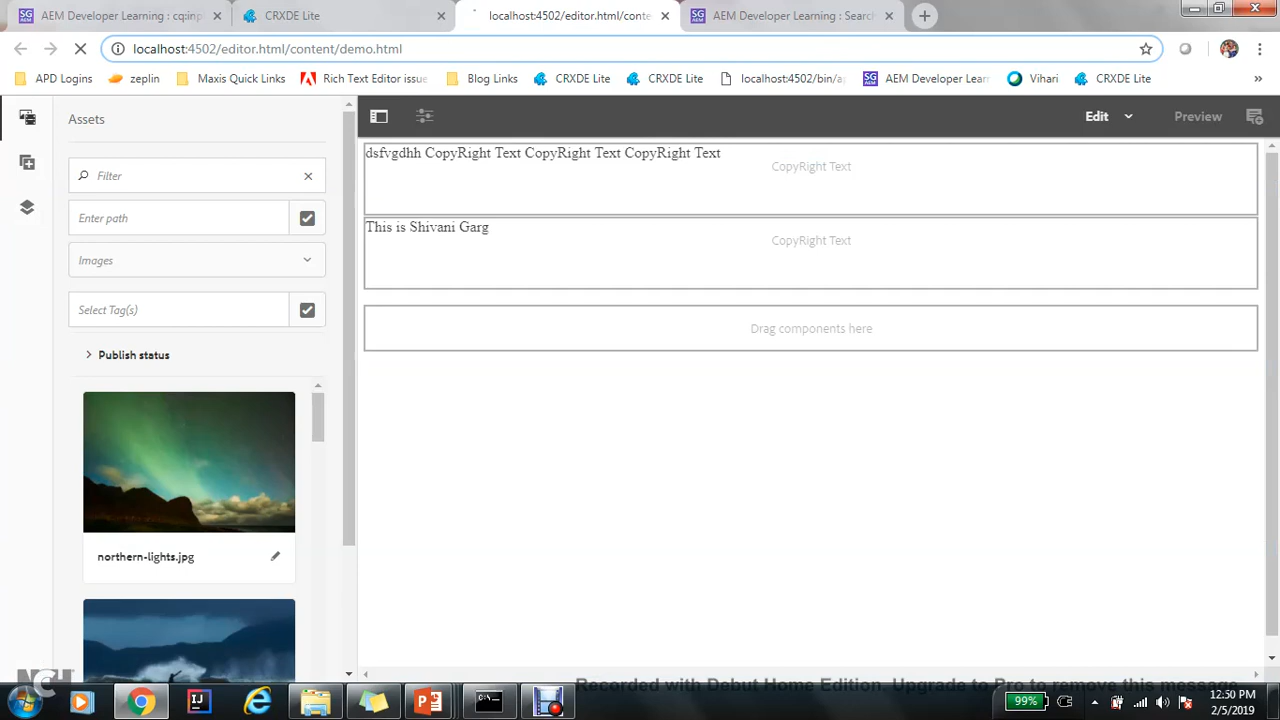 AEM Developer Learning : cqinp
CRXDE Lite
localhost:4502/editor.html/conte
AEM Developer Learning : Search
localhost:4502/editor.html/content/demo.html
APD Logins
zeplin
Maxis Quick Links
Rich Text Editor issue
Blog Links
CRXDE Lite
CRXDE Lite
localhost:4502/bin/ap
AEM Developer Learn
Vihari
CRXDE Lite
»
Assets
Edit
Preview
Filter
Enter path
Images
Select Tag(s)
Publish status
northern-lights.jpg
dsfvgdhh CopyRight Text CopyRight Text CopyRight Text
CopyRight Text
This is Shivani Garg
CopyRight Text
Drag components here
NCH
Recorded with Debut Home Edition. Upgrade to Pro to remove this message
99%
12:50 PM
2/5/2019